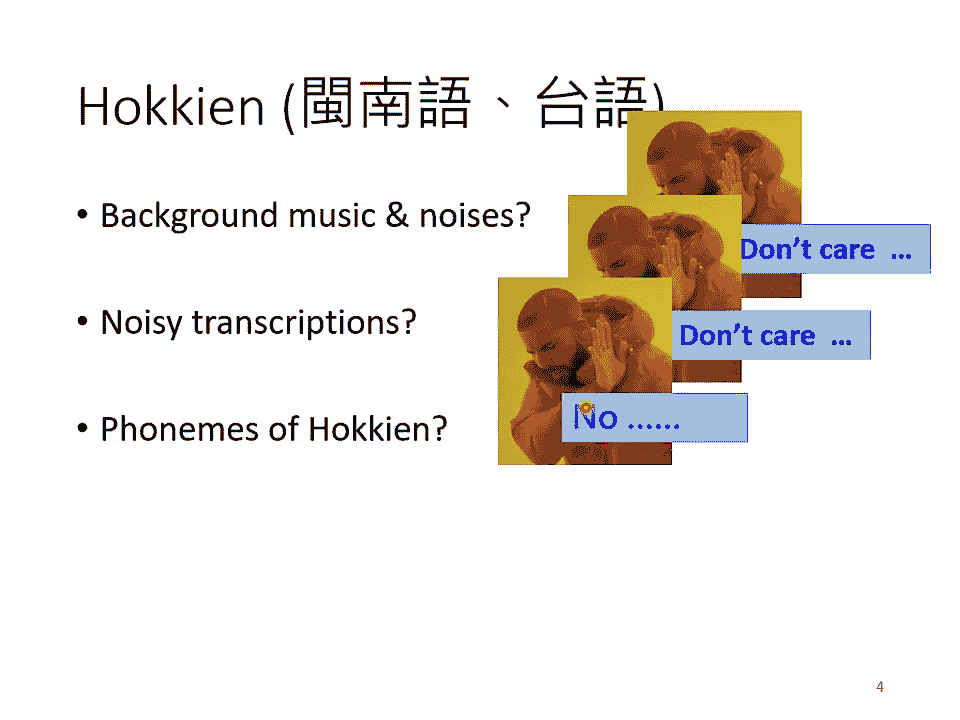 Hokkien (閩南語、台語)
• Background music & noises?
Don’t care …
• Noisy transcriptions?
Don’t care …
• Phonemes of Hokkien?
No ......
4